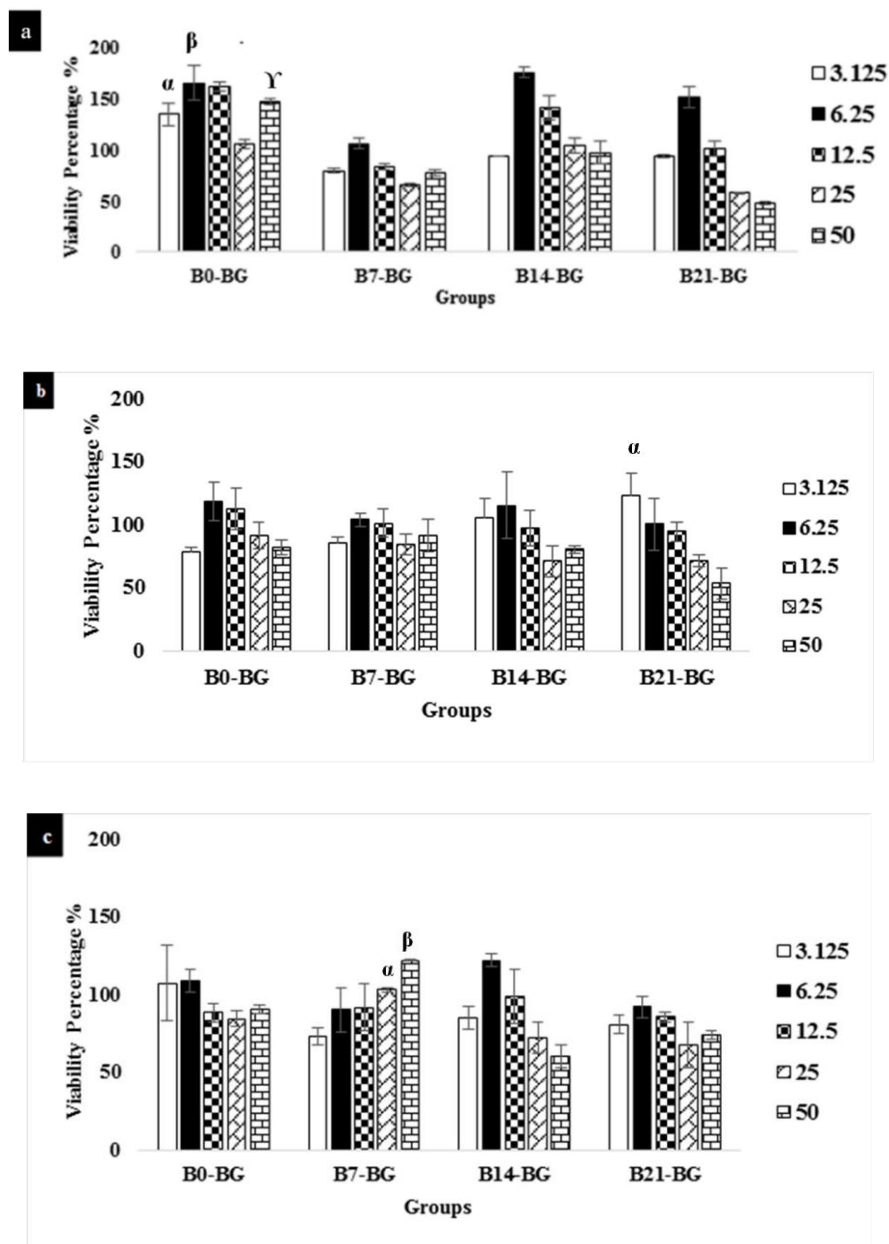 a
Viability Percentage %
200
150
100
50
0
α
β
ϒ
B0-BG
B7-BG
B14-BG
B21-BG
Groups
3.125
6.25
12.5
25
50
b
Viability Percentage %
200
150
100
50
0
α
B0-BG
B7-BG
B14-BG
B21-BG
Groups
3.125
6.25
12.5
25
50
c
Viability Percentage %
200
150
100
50
0
α
β
B0-BG
B7-BG
B14-BG
B21-BG
Groups
3.125
6.25
12.5
25
50